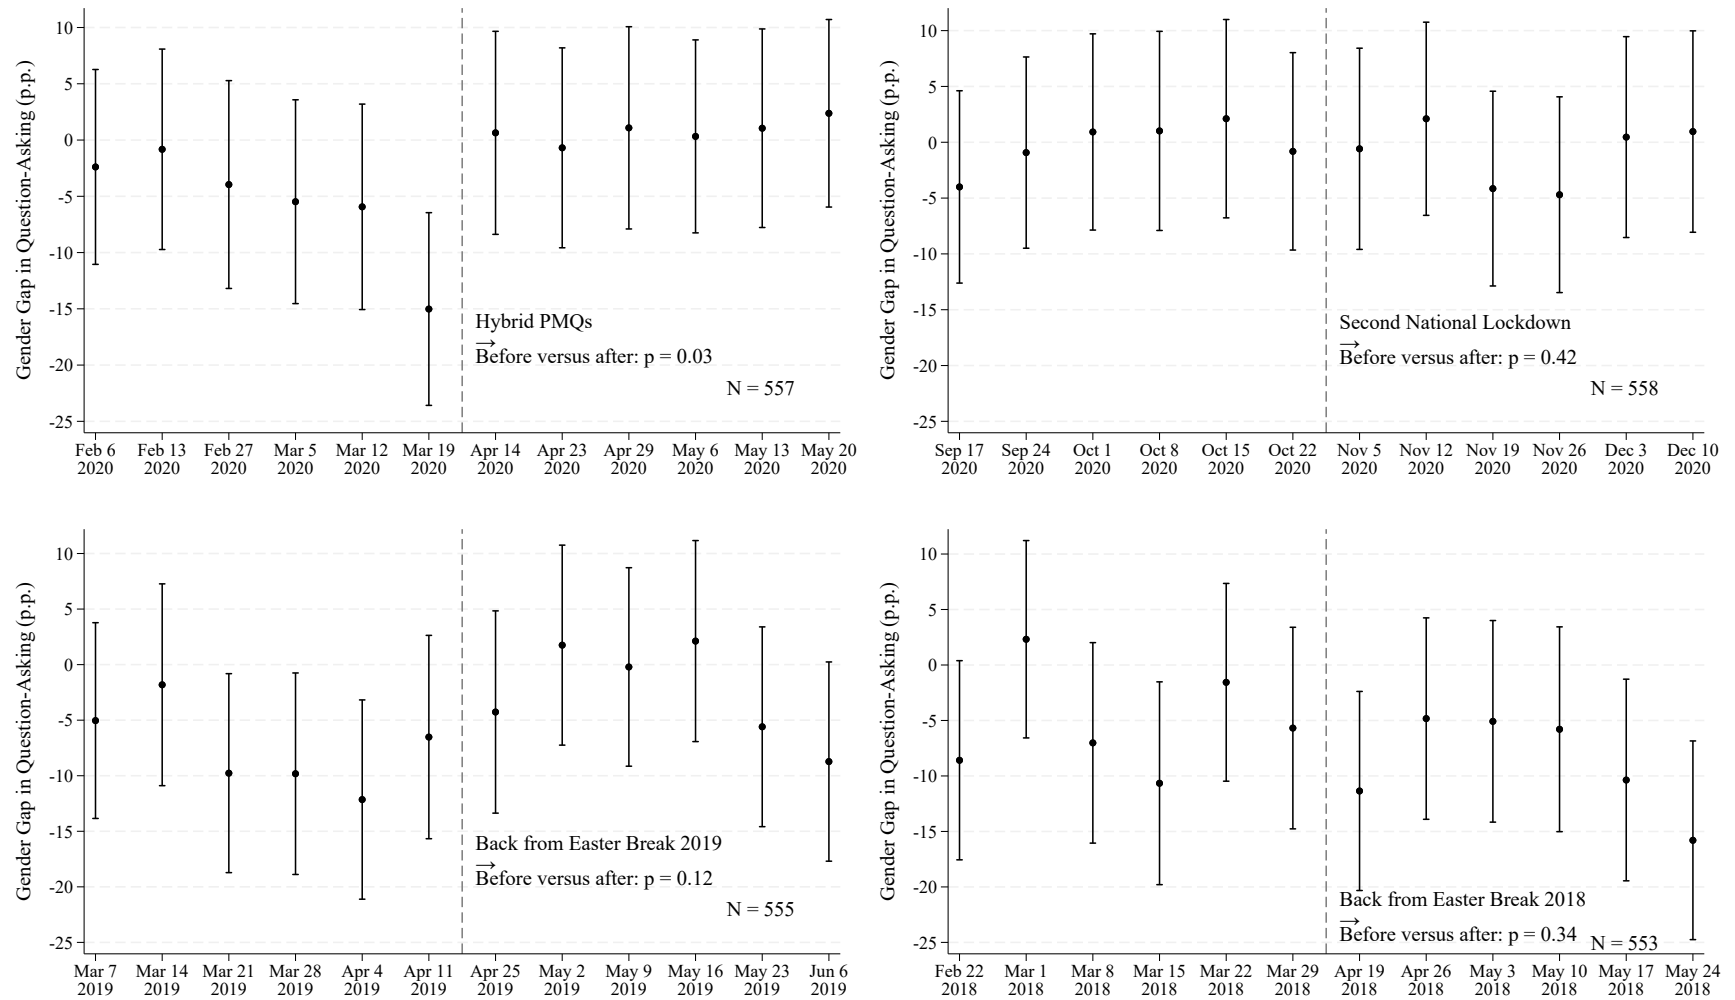 Gender Gap in Question-Asking (p.p.)
10
5
0
-5
-10
-15
-20
-25
Hybrid PMQs
→
Before versus after: p = 0.03
N = 557
Feb 6 Feb 13 Feb 27 Mar 5 Mar 12 Mar 19 Apr 14 Apr 23 Apr 29 May 6 May 13 May 20
2020 2020 2020 2020 2020 2020 2020 2020 2020 2020 2020 2020
Gender Gap in Question-Asking (p.p.)
10
5
0
-5
-10
-15
-20
-25
Second National Lockdown
→
Before versus after: p = 0.42
N = 558
Sep 17 Sep 24 Oct 1 Oct 8 Oct 15 Oct 22 Nov 5 Nov 12 Nov 19 Nov 26 Dec 3 Dec 10
2020 2020 2020 2020 2020 2020 2020 2020 2020 2020 2020 2020
Gender Gap in Question-Asking (p.p.)
10
5
0
-5
-10
-15
-20
-25
Back from Easter Break 2019
→
Before versus after: p = 0.12
N = 555
Mar 7 Mar 14 Mar 21 Mar 28 Apr 4 Apr 11 Apr 25 May 2 May 9 May 16 May 23 Jun 6
2019 2019 2019 2019 2019 2019 2019 2019 2019 2019 2019 2019
Gender Gap in Question-Asking (p.p.)
10
5
0
-5
-10
-15
-20
-25
Back from Easter Break 2018
→
Before versus after: p = 0.34
N = 553
Feb 22 Mar 1 Mar 8 Mar 15 Mar 22 Mar 29 Apr 19 Apr 26 May 3 May 10 May 17 May 24
2018 2018 2018 2018 2018 2018 2018 2018 2018 2018 2018 2018